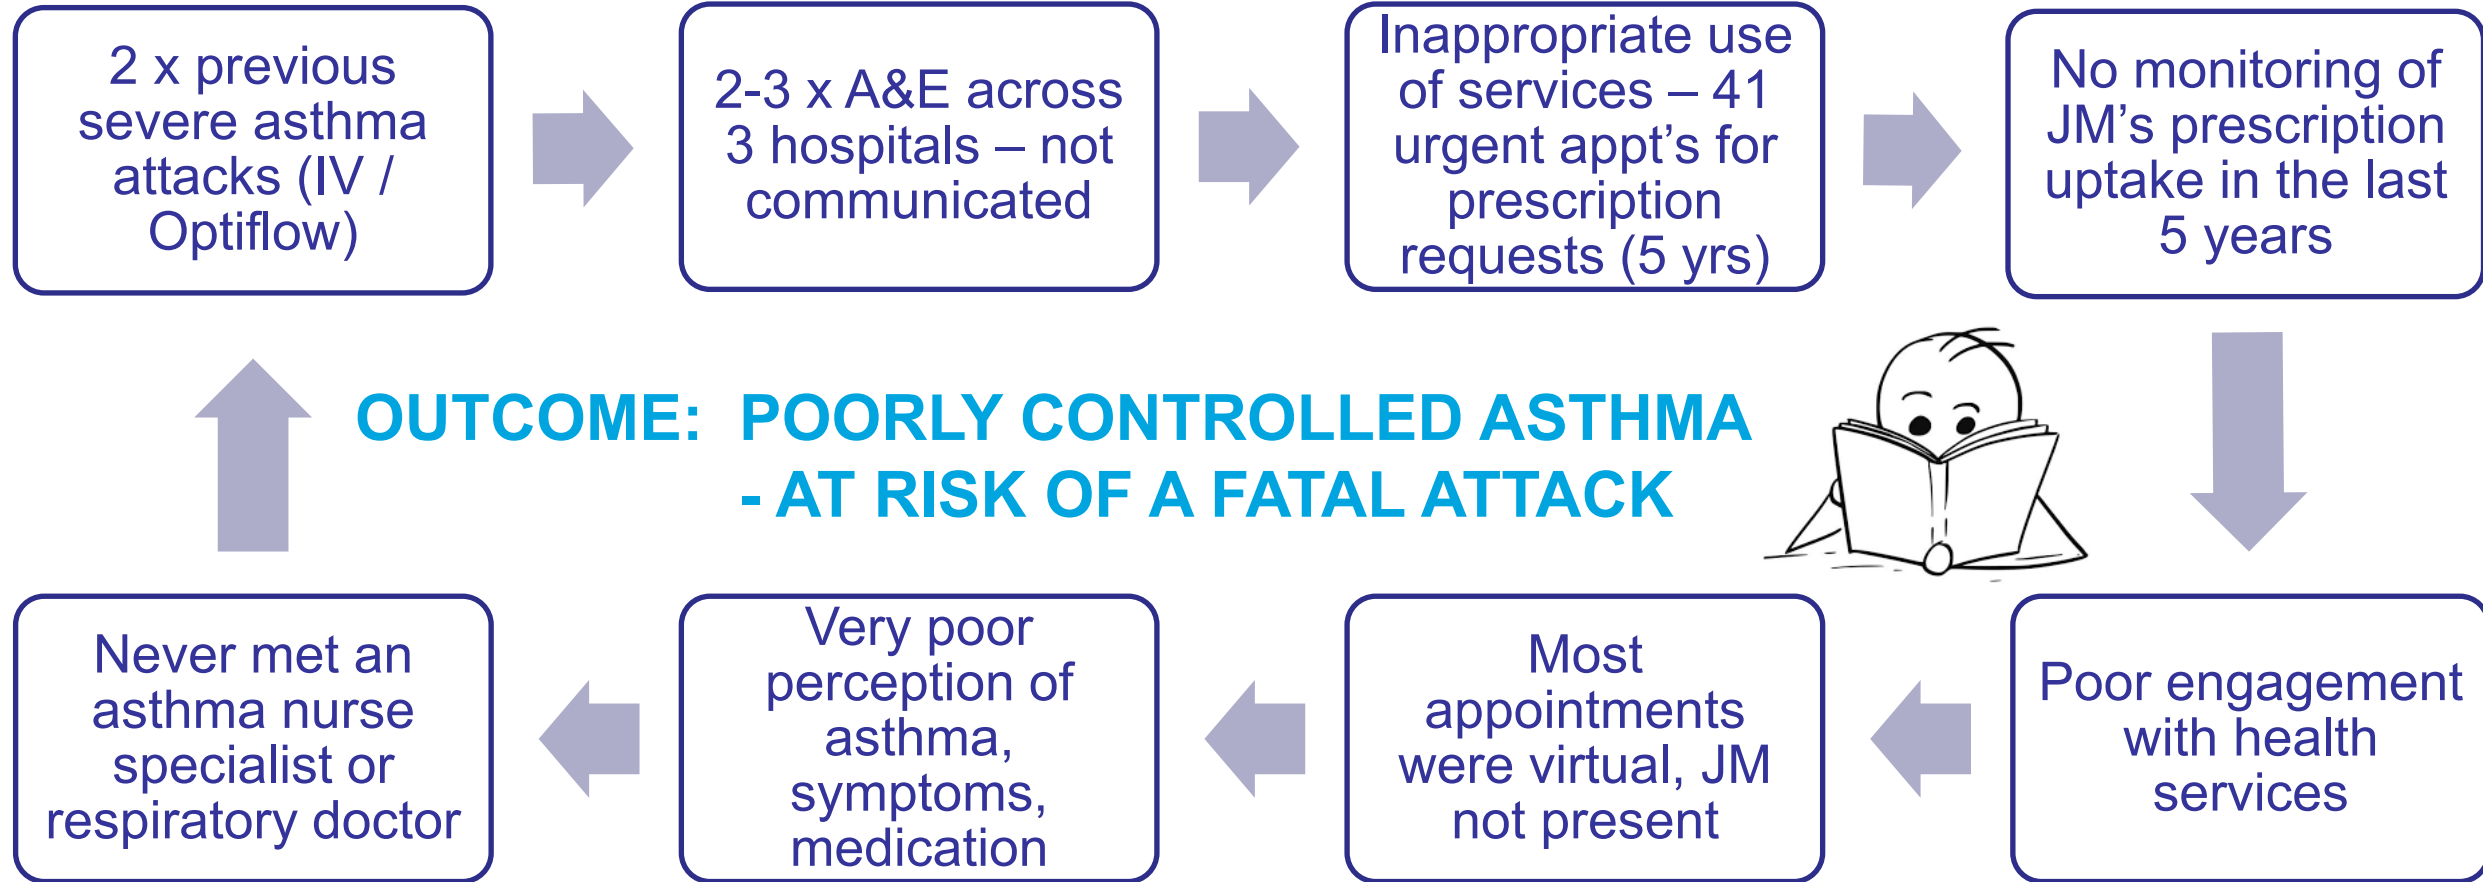 2 x previous
severe asthma
attacks (IV /
Optiflow)
2-3 x A&E across
3 hospitals – not
communicated
Inappropriate use
of services – 41
urgent appt’s for
prescription
requests (5 yrs)
No monitoring of
JM’s prescription
uptake in the last
5 years
OUTCOME: POORLY CONTROLLED ASTHMA
- AT RISK OF A FATAL ATTACK
Poor engagement
with health
services
Most
appointments
were virtual, JM
not present
Very poor
perception of
asthma,
symptoms,
medication
Never met an
asthma nurse
specialist or
respiratory doctor